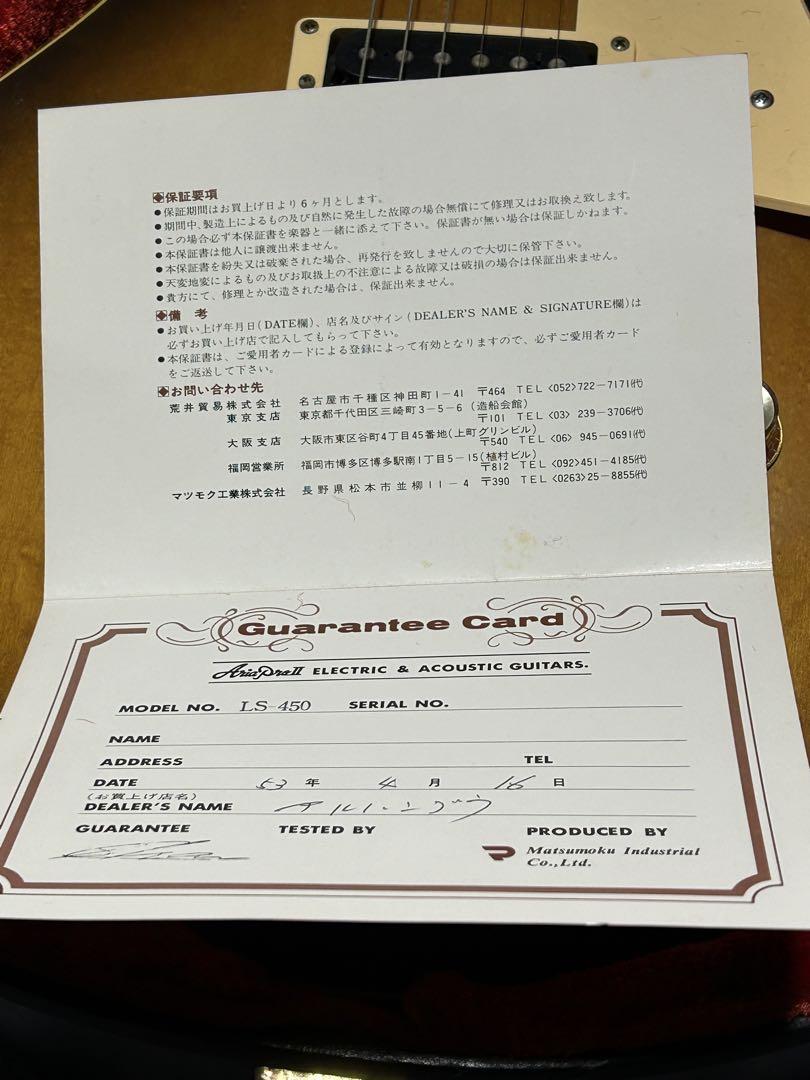 ◆保証要項
●保証期間はお買上げ日より6ヶ月とします。
●期間中、製造上によるもの及び自然に発生した故障の場合無償にて修理又はお取換え致します。
●この場合必ず本保証書を楽器と一緒に添えて下さい。保証書が無い場合は保証しかねます。
●本保証書は他人に譲渡出来ません。
●本保証書を紛失又は破棄された場合、再発行を致しませんので大切に保管下さい。
●天変地変によるもの及びお取扱上の不注意による故障又は破損の場合は保証出来ません。
●貴方にて、修理とか改造された場合は、保証出来ません。
◆備 考
●お買い上げ年月日(DATE欄)、店名及びサイン(DEALER'S NAME & SIGNATURE欄)は
必ずお買い上げ店で記入してもらって下さい。
●本保証書は、ご愛用者カードによる登録によって有効となりますので、必ずご愛用者カード
をご返送して下さい。
◆お問い合わせ先
荒井貿易株式会社 名古屋市千種区神田町1-41 〒464 TEL<052>722-7171(代)
東京支店 東京都千代田区三崎町3-5-6(造船会館)
〒101 TEL<03>239-3706(代)
大阪支店 大阪市東区谷町4丁目45番地(上町グリンビル)
〒540 TEL<06>945-0691(代)
福岡営業所 福岡市博多区博多駅南1丁目5-15(植村ビル)
〒812 TEL<092>451-4185(代)
マツモク工業株式会社 長野県松本市並柳11-4 〒390 TEL<0263>25-8855(代)
Guarantee Card
Aria Pro II ELECTRIC & ACOUSTIC GUITARS.
MODEL NO. LS-450 SERIAL NO.
NAME
ADDRESS TEL
DATE 53 年 4 月 16 日
(お買上げ店名)
DEALER'S NAME
GUARANTEE TESTED BY PRODUCED BY
Matsumoku Industrial
Co.,Ltd.